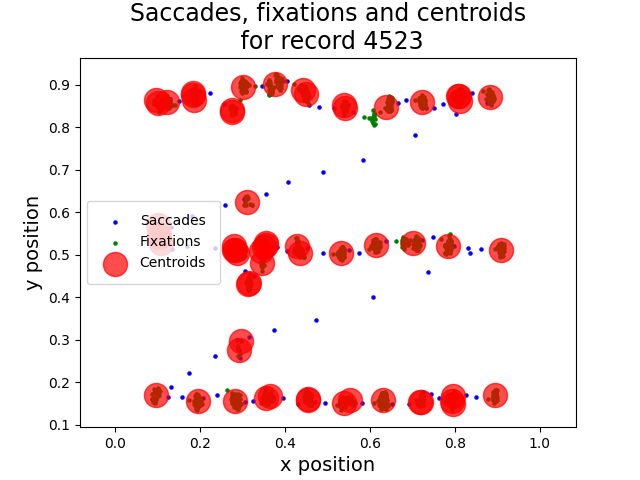 Saccades, fixations and centroids
for record 4523
y position
0.9
0.8
0.7
0.6
0.5
0.4
0.3
0.2
0.1
Saccades
Fixations
Centroids
0.0 0.2 0.4 0.6 0.8 1.0
x position